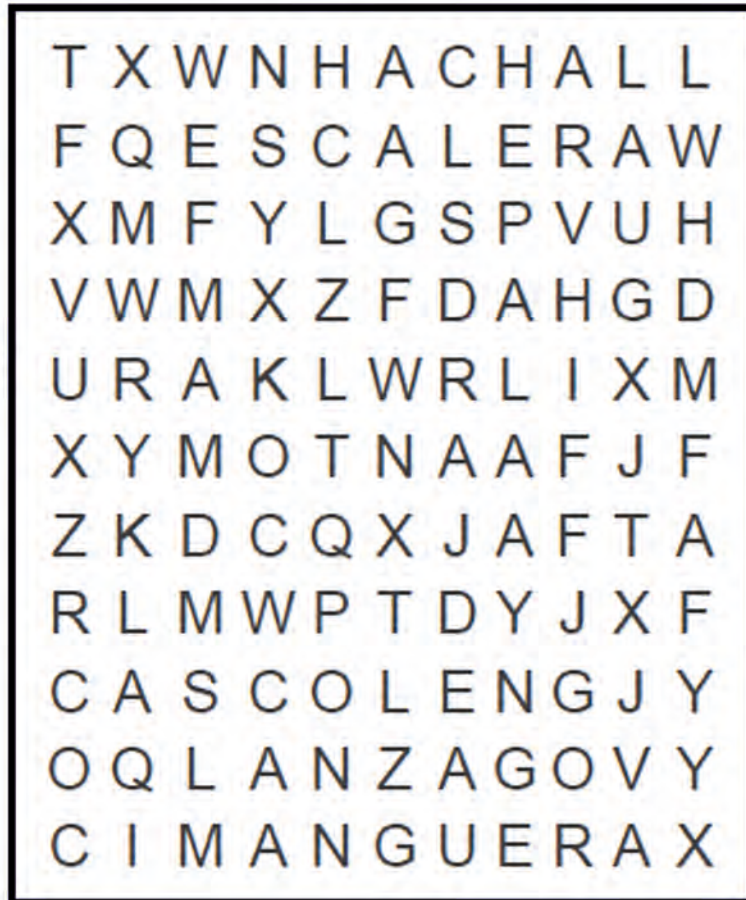 T X W N H A C H A L L
F Q E S C A L E R A W
X M F Y L G S P V U H
V W M X Z F D A H G D
U R A K L W R L I X M
X Y M O T N A A F J F
Z K D C Q X J A F T A
R L M W P T D Y J X F
C A S C O L E N G J Y
O Q L A N Z A G O V Y
C I M A N G U E R A X